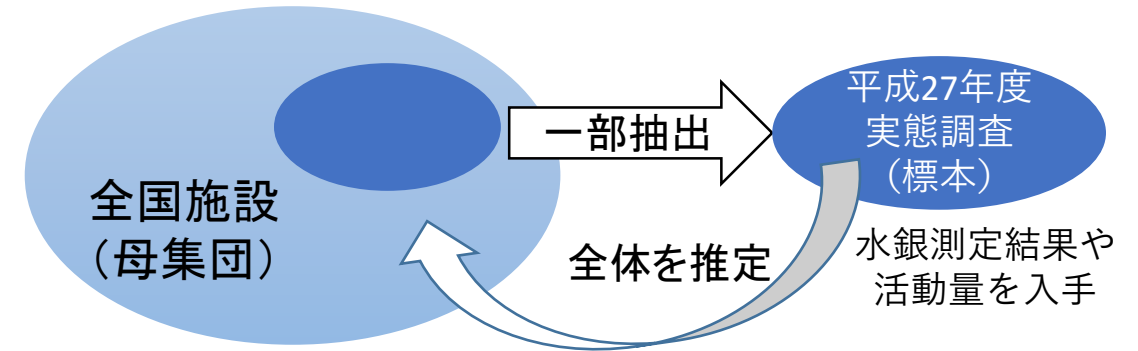 全国施設
（母集団）
一部抽出
平成27年度
実態調査
（標本）
全体を推定
水銀測定結果や
活動量を入手